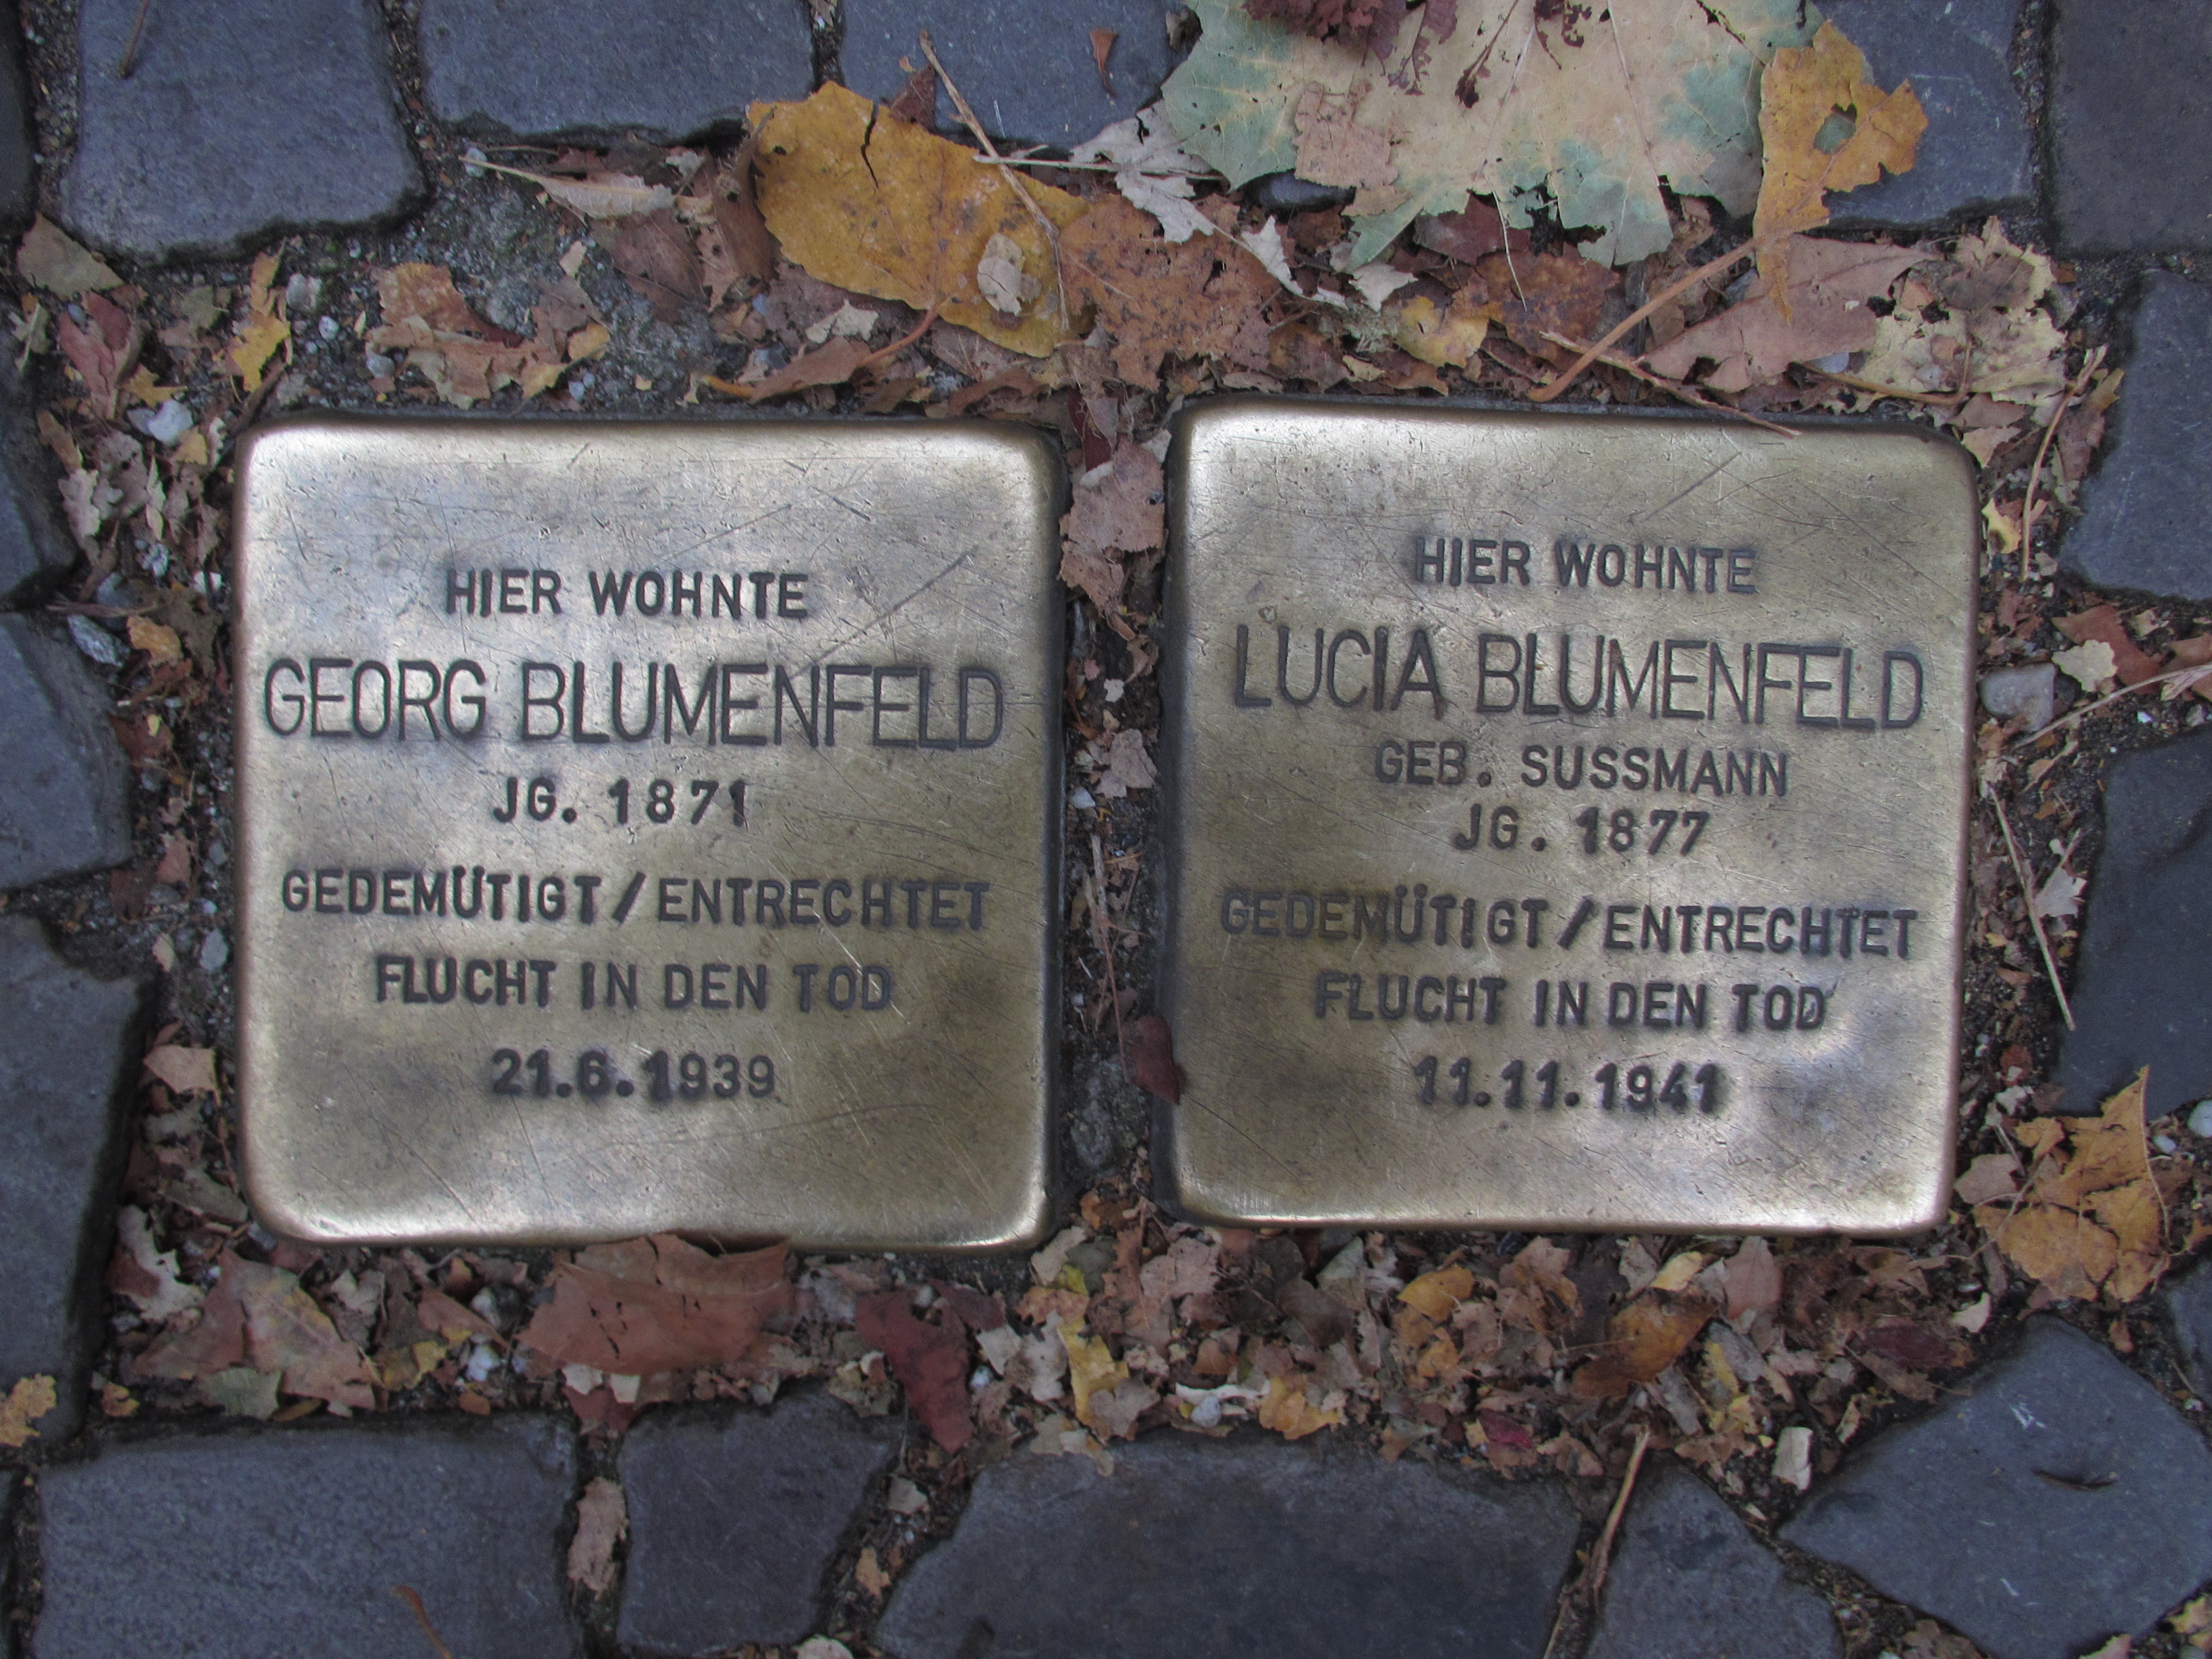 HIER WOHNTE
GEORG BLUMENFELD
JG. 1871
GEDEMÜTIGT/ENTRECHTET
FLUCHT IN DEN TOD
21.6.1939
HIER WOHNTE
LUCIA BLUMENFELD
GEB. SUSSMANN
JG. 1877
GEDEMÜTIGT/ENTRECHTET
FLUCHT IN DEN TOD
11.11.1941